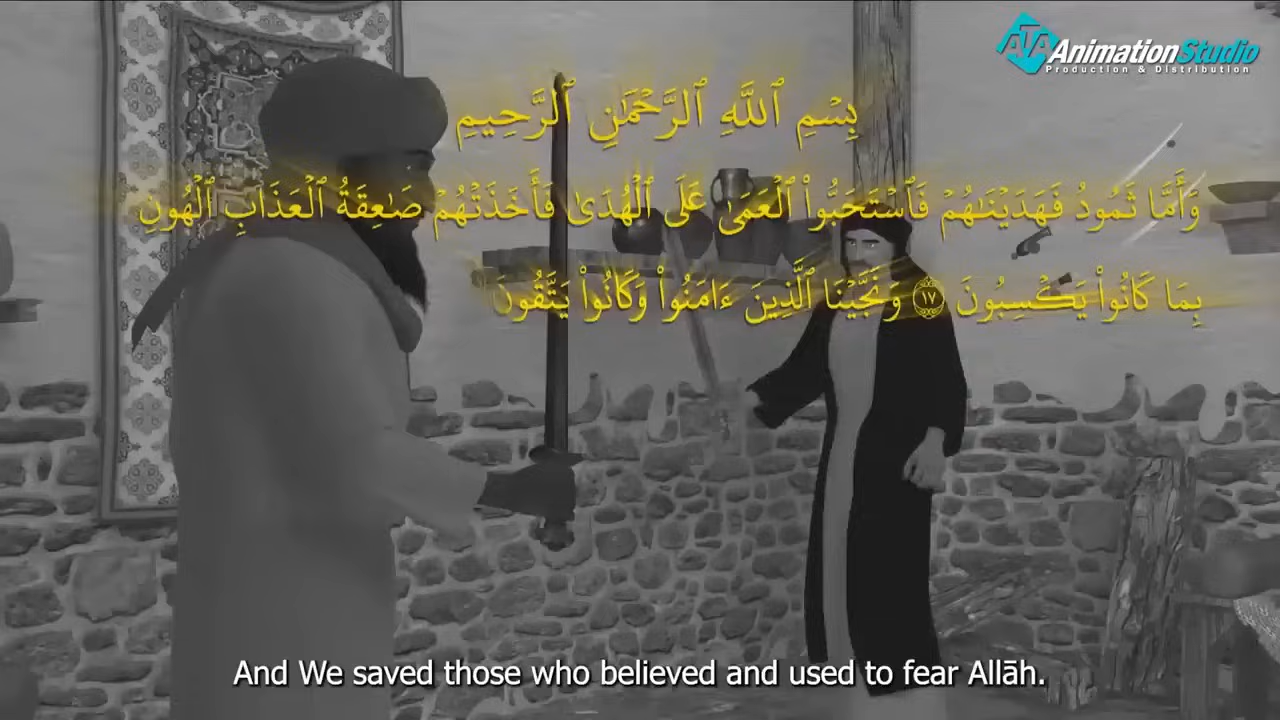 ATA AnimationStudio
Production & Distribution
بِسْمِ ٱللَّهِ ٱلرَّحْمَٰنِ ٱلرَّحِيمِ
وَأَمَّا ثَمُودُ فَهَدَيْنَٰهُمْ فَٱسْتَحَبُّوا۟ ٱلْعَمَىٰ عَلَى ٱلْهُدَىٰ فَأَخَذَتْهُمْ صَٰعِقَةُ ٱلْعَذَابِ ٱلْهُونِ
بِمَا كَانُوا۟ يَكْسِبُونَ ١٧ وَنَجَّيْنَا ٱلَّذِينَ ءَامَنُوا۟ وَكَانُوا۟ يَتَّقُونَ
And We saved those who believed and used to fear Allāh.